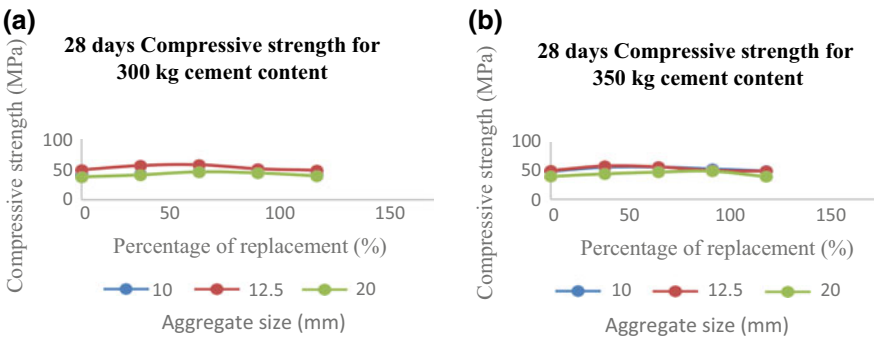 (a)
28 days Compressive strength for
300 kg cement content
Compressive strength (MPa)
100
50
0
0 50 100 150
Percentage of replacement (%)
10 12.5 20
Aggregate size (mm)
(b)
28 days Compressive strength for
350 kg cement content
Compressive strength (MPa)
100
50
0
0 50 100 150
Percentage of replacement (%)
10 12.5 20
Aggregate size (mm)